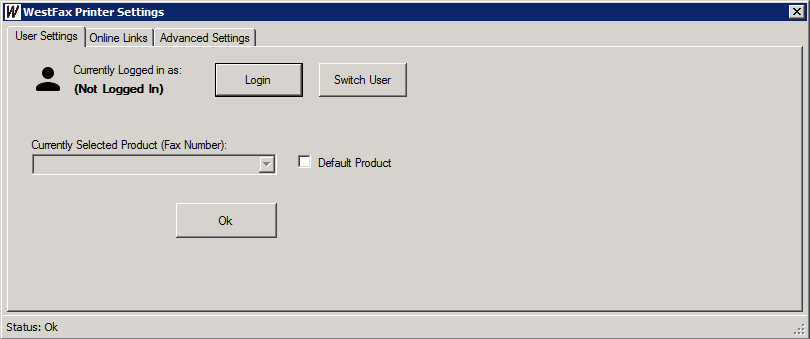 W WestFax Printer Settings
User Settings Online Links Advanced Settings
Currently Logged in as:
(Not Logged In)
Login Switch User
Currently Selected Product (Fax Number):
Default Product
Ok
Status: Ok